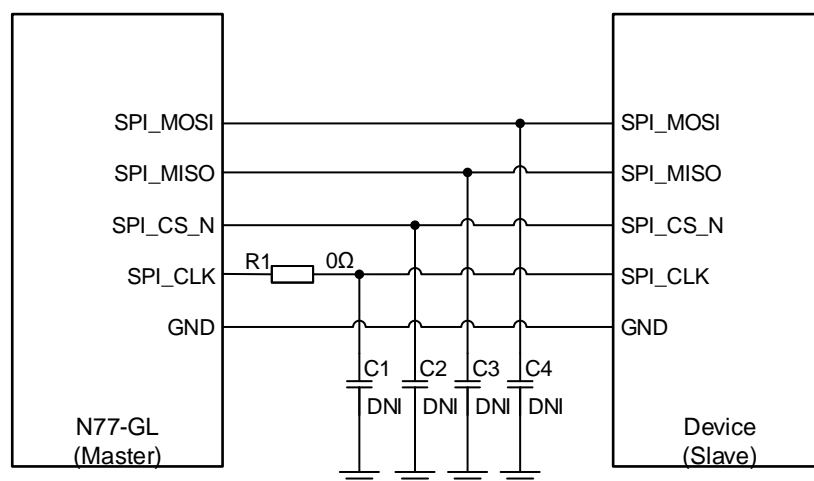 SPI_MOSI SPI_MOSI
SPI_MISO SPI_MISO
SPI_CS_N SPI_CS_N
SPI_CLK R1 0Ω SPI_CLK
GND GND
C1 C2 C3 C4
DNI DNI DNI DNI
N77-GL Device
(Master) (Slave)